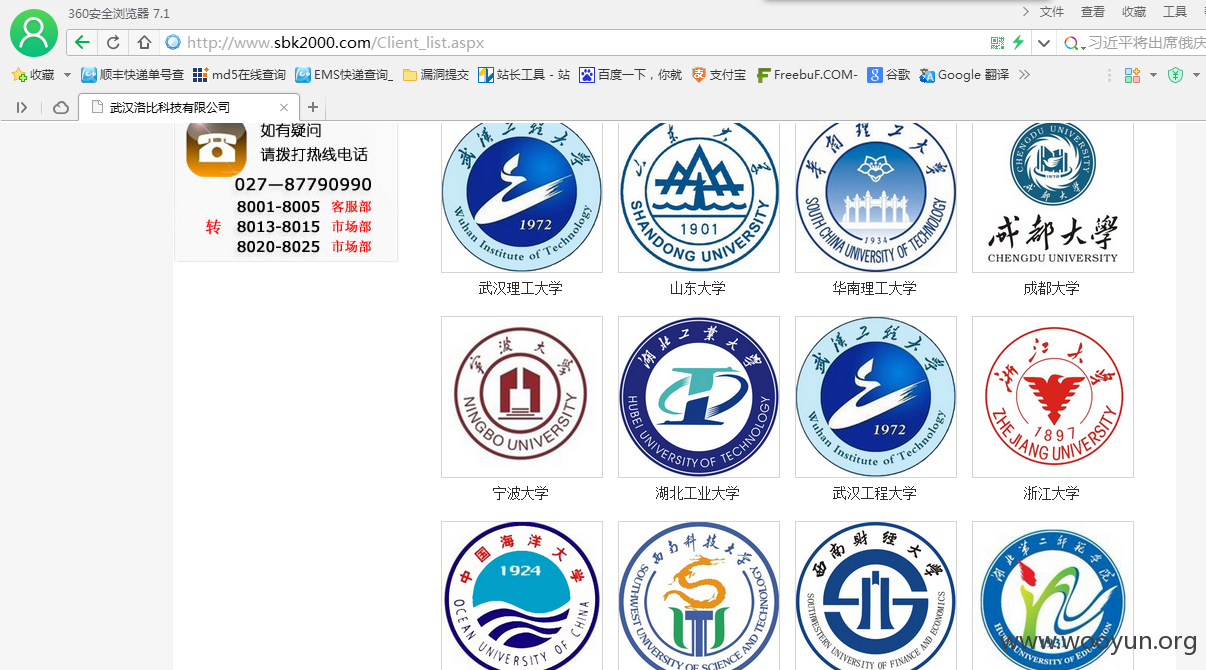 360安全浏览器 7.1
文件 查看 收藏 工具
http://www.sbk2000.com/Client_list.aspx
习近平将出席俄庆
收藏 顺丰快递单号查 md5在线查询 EMS快递查询_ 漏洞提交 站长工具 - 站 百度一下，你就 支付宝 FreebuF.COM- 谷歌 Google 翻译
武汉洛比科技有限公司
如有疑问
请拨打热线电话
027—87790990
8001-8005 客服部
转 8013-8015 市场部
8020-8025 市场部
武汉工程大学
1972
Wuhan Institute of Technology
山东大学
1901
SHANDONG UNIVERSITY
华南理工大学
1934
SOUTH CHINA UNIVERSITY OF TECHNOLOGY
CHENGDU UNIVERSITY
成都大学
成都大学
CHENGDU UNIVERSITY
武汉理工大学
山东大学
华南理工大学
成都大学
宁波大学
NINGBO UNIVERSITY
湖北工业大学
HUBEI UNIVERSITY OF TECHNOLOGY
武汉工程大学
1972
Wuhan Institute of Technology
浙江大学
1897
ZHEJIANG UNIVERSITY
宁波大学
湖北工业大学
武汉工程大学
浙江大学
中国海洋大学
1924
OCEAN UNIVERSITY OF CHINA
西南科技大学
SOUTHWEST UNIVERSITY OF SCIENCE AND TECHNOLOGY
西南财经大学
SOUTHWESTERN UNIVERSITY OF FINANCE AND ECONOMICS
湖北第二师范学院
HUBEI UNIVERSITY OF EDUCATION
www.wooyun.org